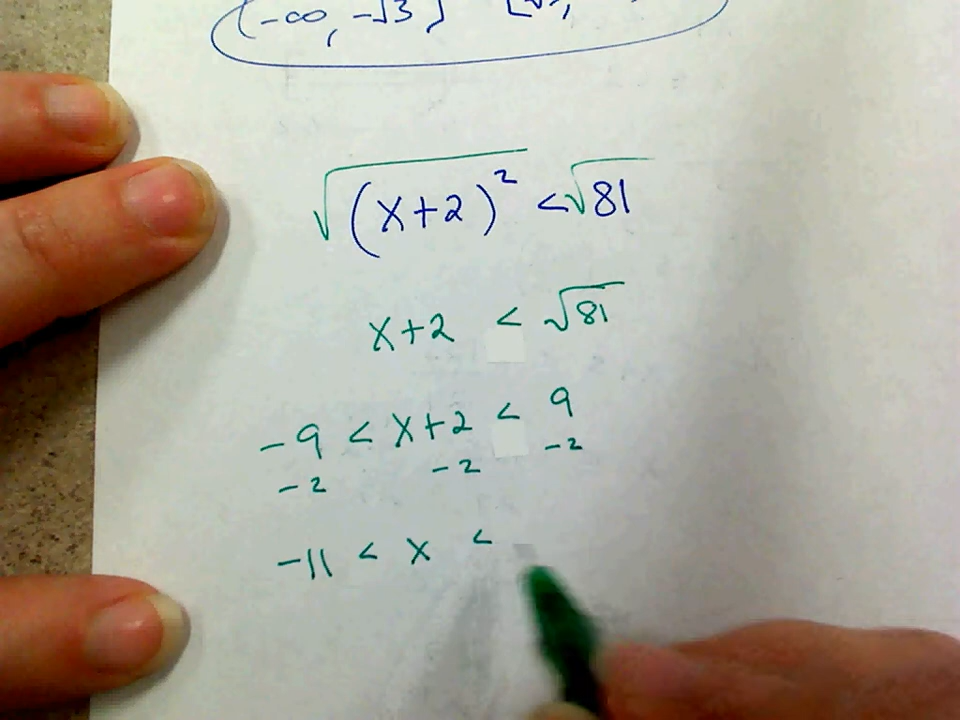 (-∞, -√3]
√(x+2)² < √81
x+2 < √81
-9 < x+2 < 9
-2 -2 -2
-11 < x <